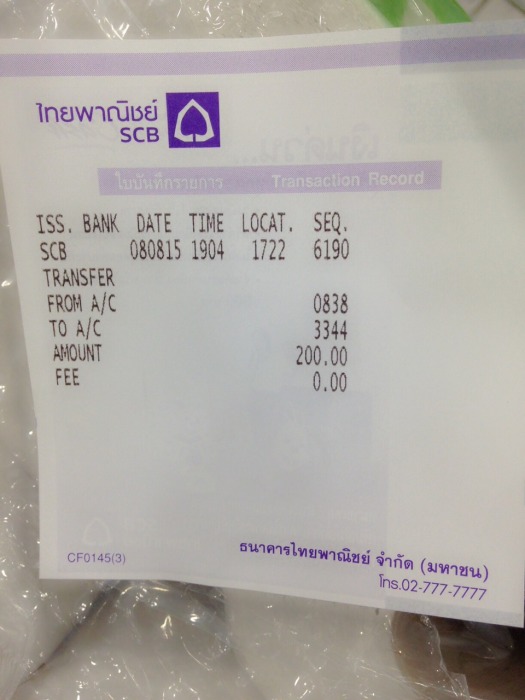 ไทยพาณิชย์
SCB
ใบบันทึกรายการ Transaction Record
ISS. BANK DATE TIME LOCAT. SEQ.
SCB 080815 1904 1722 6190
TRANSFER
FROM A/C 0838
TO A/C 3344
AMOUNT 200.00
FEE 0.00
CF0145(3)
ธนาคารไทยพาณิชย์ จำกัด (มหาชน)
โทร.02-777-7777